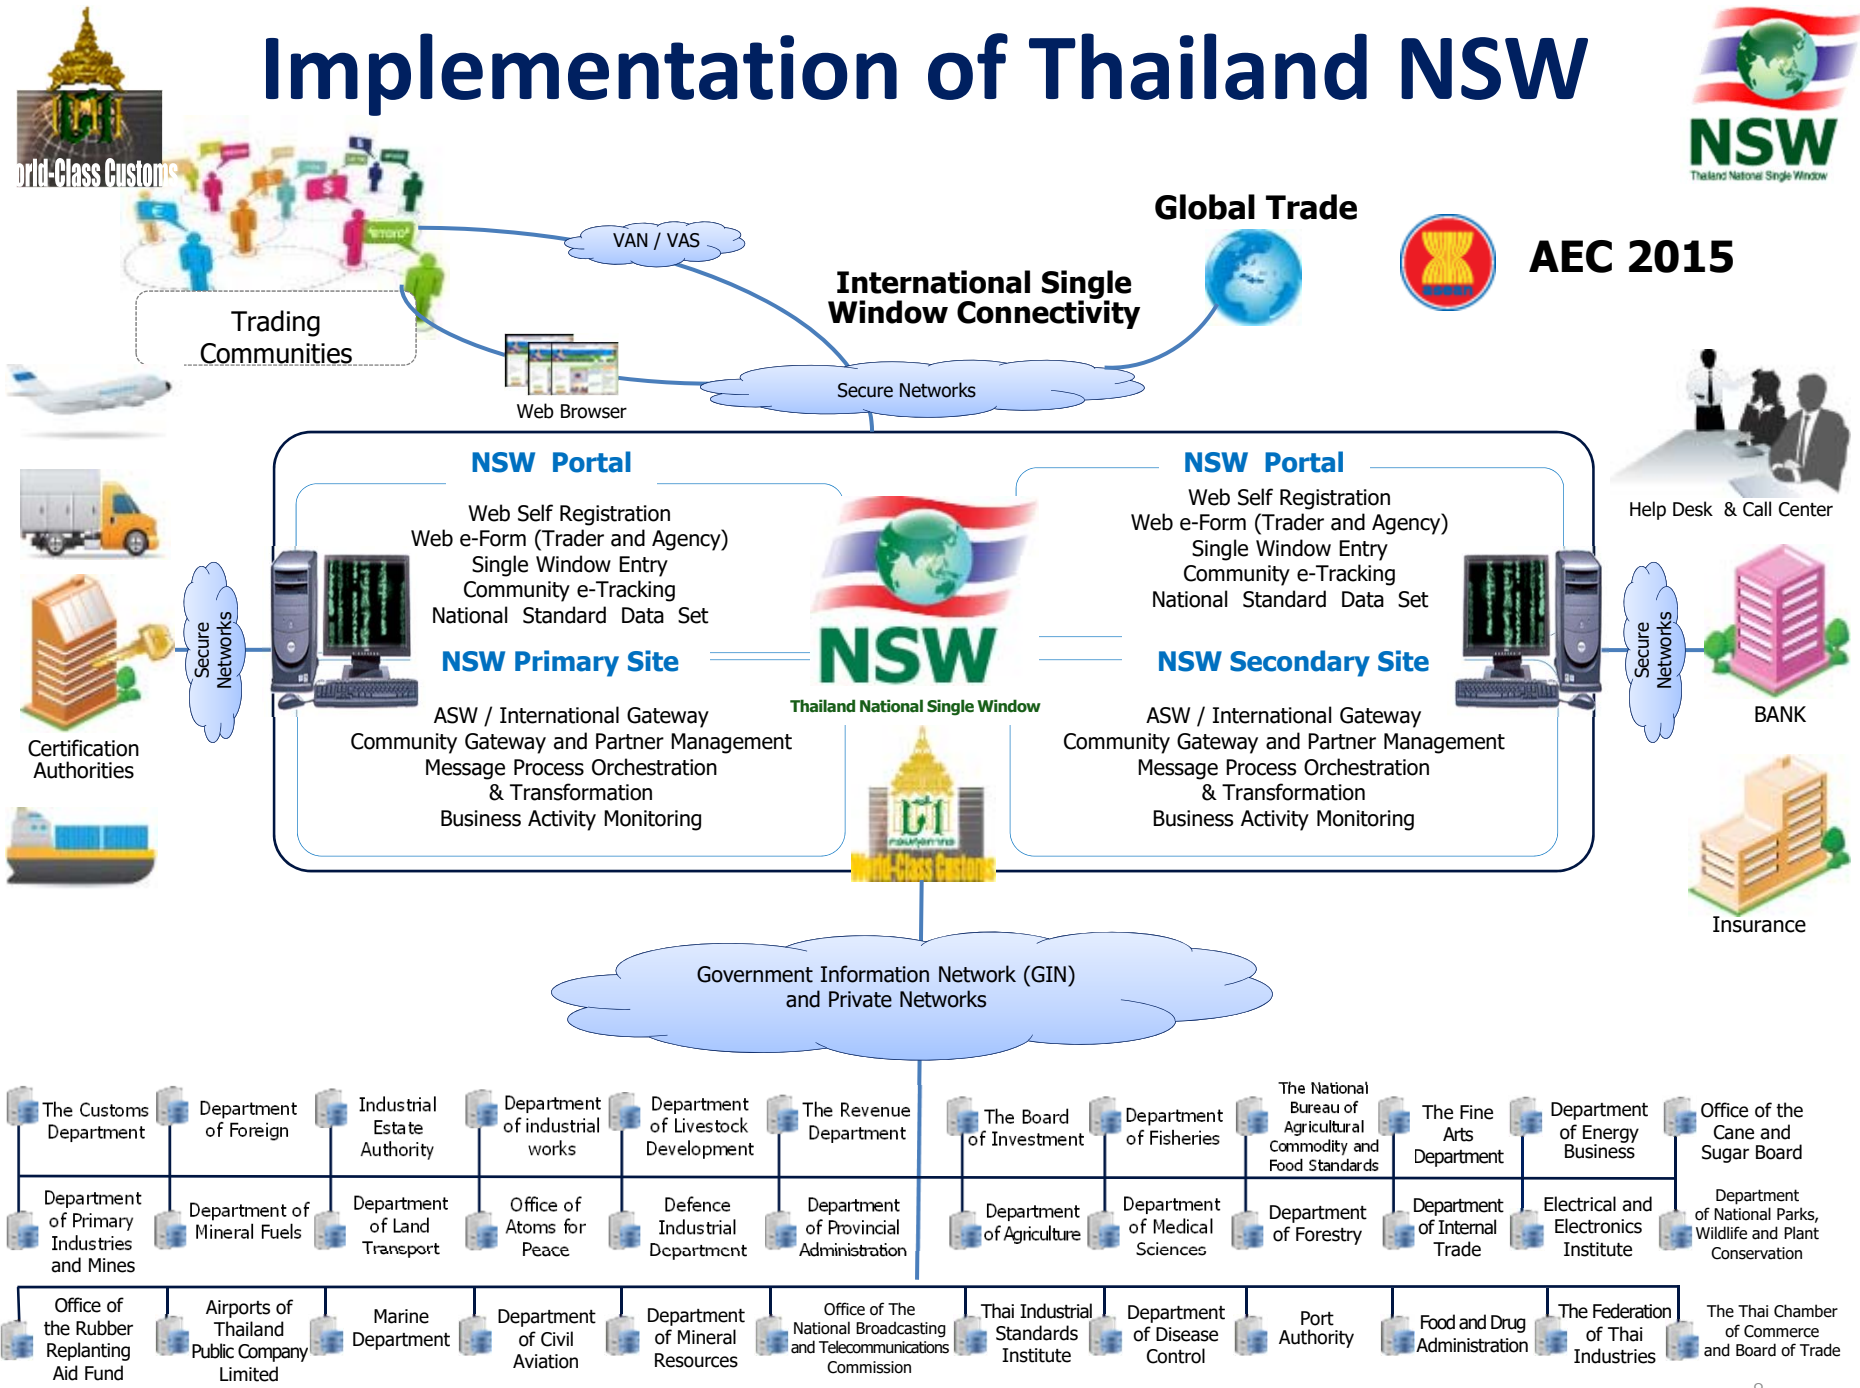 Implementation of Thailand NSW
World-Class Customs
NSW
Thailand National Single Window
Global Trade
AEC 2015
asean
VAN / VAS
International Single
Window Connectivity
Trading
Communities
Web Browser
Secure Networks
Help Desk & Call Center
NSW Portal
Web Self Registration
Web e-Form (Trader and Agency)
Single Window Entry
Community e-Tracking
National Standard Data Set
NSW Primary Site
ASW / International Gateway
Community Gateway and Partner Management
Message Process Orchestration
& Transformation
Business Activity Monitoring
NSW
Thailand National Single Window
World-Class Customs
NSW Portal
Web Self Registration
Web e-Form (Trader and Agency)
Single Window Entry
Community e-Tracking
National Standard Data Set
NSW Secondary Site
ASW / International Gateway
Community Gateway and Partner Management
Message Process Orchestration
& Transformation
Business Activity Monitoring
Secure
Networks
Secure
Networks
Certification
Authorities
BANK
Insurance
Government Information Network (GIN)
and Private Networks
The Customs
Department
Department
of Foreign
Industrial
Estate
Authority
Department
of industrial
works
Department
of Livestock
Development
The Revenue
Department
The Board
of Investment
Department
of Fisheries
The National
Bureau of
Agricultural
Commodity and
Food Standards
The Fine
Arts
Department
Department
of Energy
Business
Office of the
Cane and
Sugar Board
Department
of Primary
Industries
and Mines
Department of
Mineral Fuels
Department
of Land
Transport
Office of
Atoms for
Peace
Defence
Industrial
Department
Department
of Provincial
Administration
Department
of Agriculture
Department
of Medical
Sciences
Department
of Forestry
Department
of Internal
Trade
Electrical and
Electronics
Institute
Department
of National Parks,
Wildlife and Plant
Conservation
Office of
the Rubber
Replanting
Aid Fund
Airports of
Thailand
Public Company
Limited
Marine
Department
Department
of Civil
Aviation
Department
of Mineral
Resources
Office of The
National Broadcasting
and Telecommunications
Commission
Thai Industrial
Standards
Institute
Department
of Disease
Control
Port
Authority
Food and Drug
Administration
The Federation
of Thai
Industries
The Thai Chamber
of Commerce
and Board of Trade